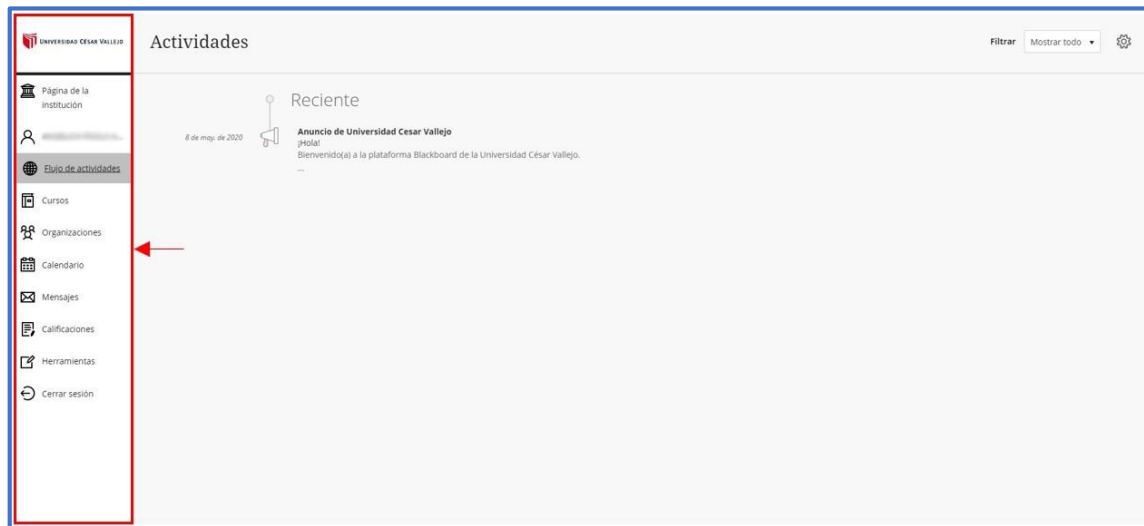 UNIVERSIDAD CÉSAR VALLEJO
Página de la
institución
Flujo de actividades
Cursos
Organizaciones
Calendario
Mensajes
Calificaciones
Herramientas
Cerrar sesión
Actividades
Filtrar Mostrar todo
Reciente
8 de may. de 2020
Anuncio de Universidad Cesar Vallejo
¡Hola!
Bienvenido(a) a la plataforma Blackboard de la Universidad César Vallejo.
...